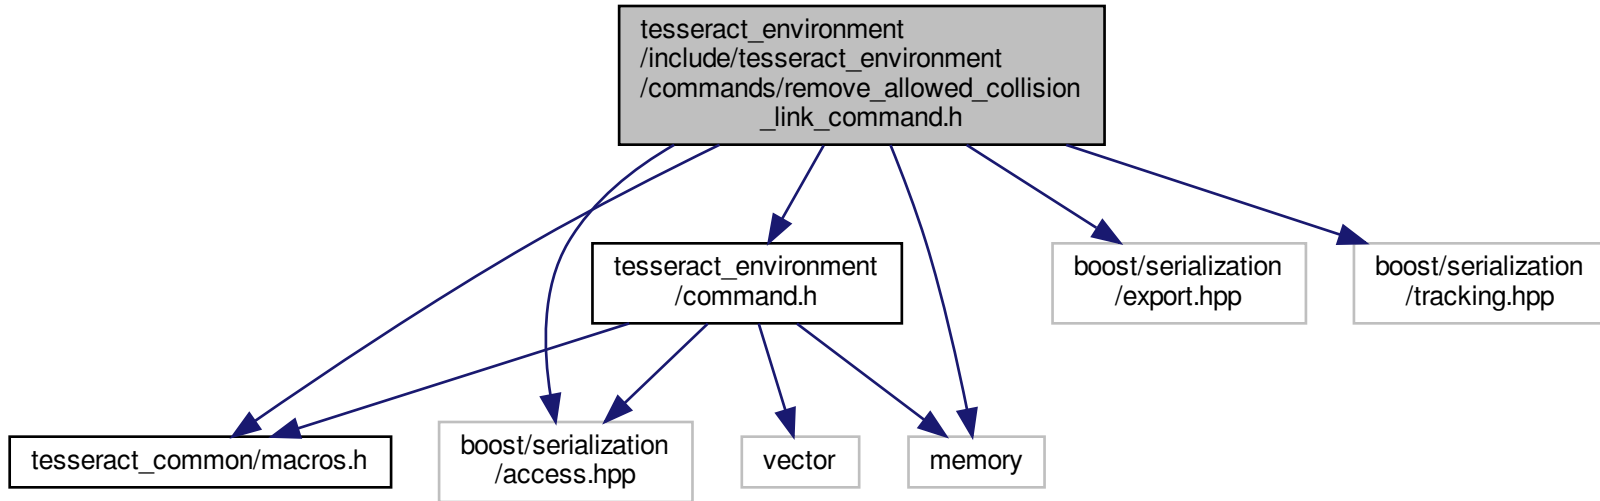 tesseract_environment
/include/tesseract_environment
/commands/remove_allowed_collision
_link_command.h
tesseract_environment
/command.h
boost/serialization
/export.hpp
boost/serialization
/tracking.hpp
tesseract_common/macros.h
boost/serialization
/access.hpp
vector
memory